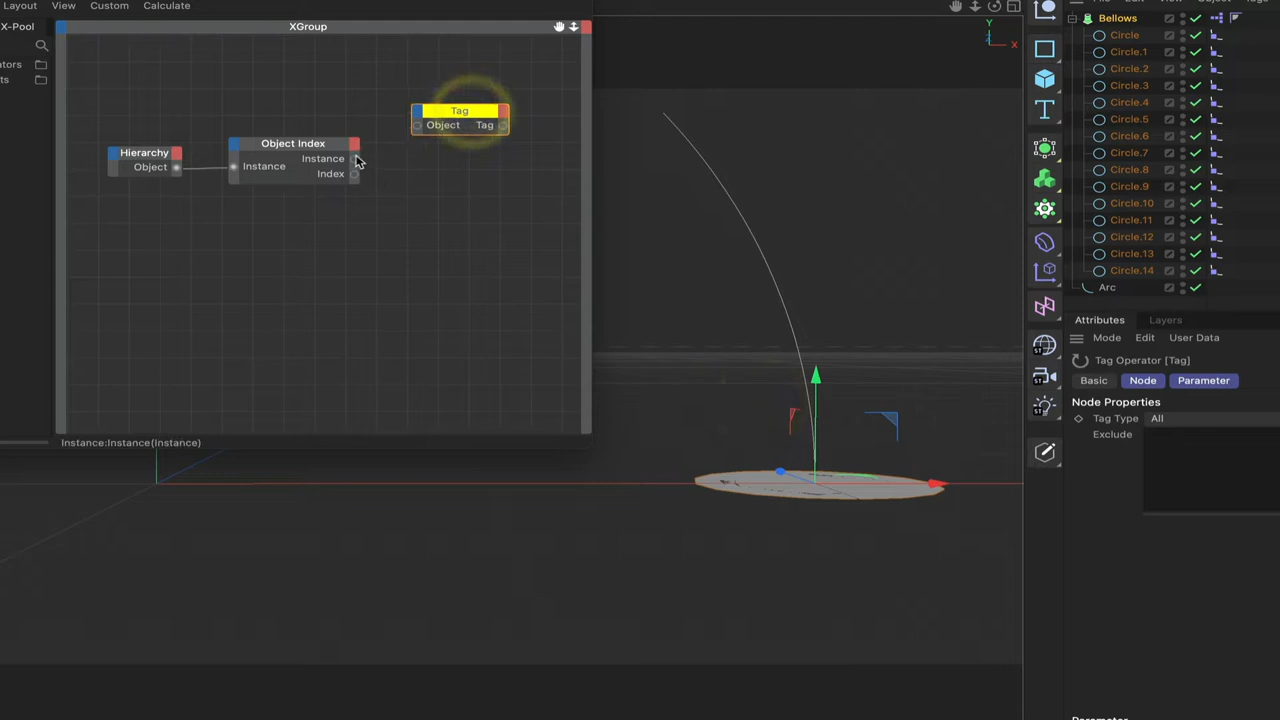 Layout View Custom Calculate
X-Pool
XGroup
Tag
Object Tag
Hierarchy
Object
Object Index
Instance Instance
Index
Instance:Instance(Instance)
Y
Z
X
Bellows
Circle
Circle.1
Circle.2
Circle.3
Circle.4
Circle.5
Circle.6
Circle.7
Circle.8
Circle.9
Circle.10
Circle.11
Circle.12
Circle.13
Circle.14
Arc
ST
ST
ST
Attributes Layers
Mode Edit User Data
Tag Operator [Tag]
Basic Node Parameter
Node Properties
Tag Type All
Exclude